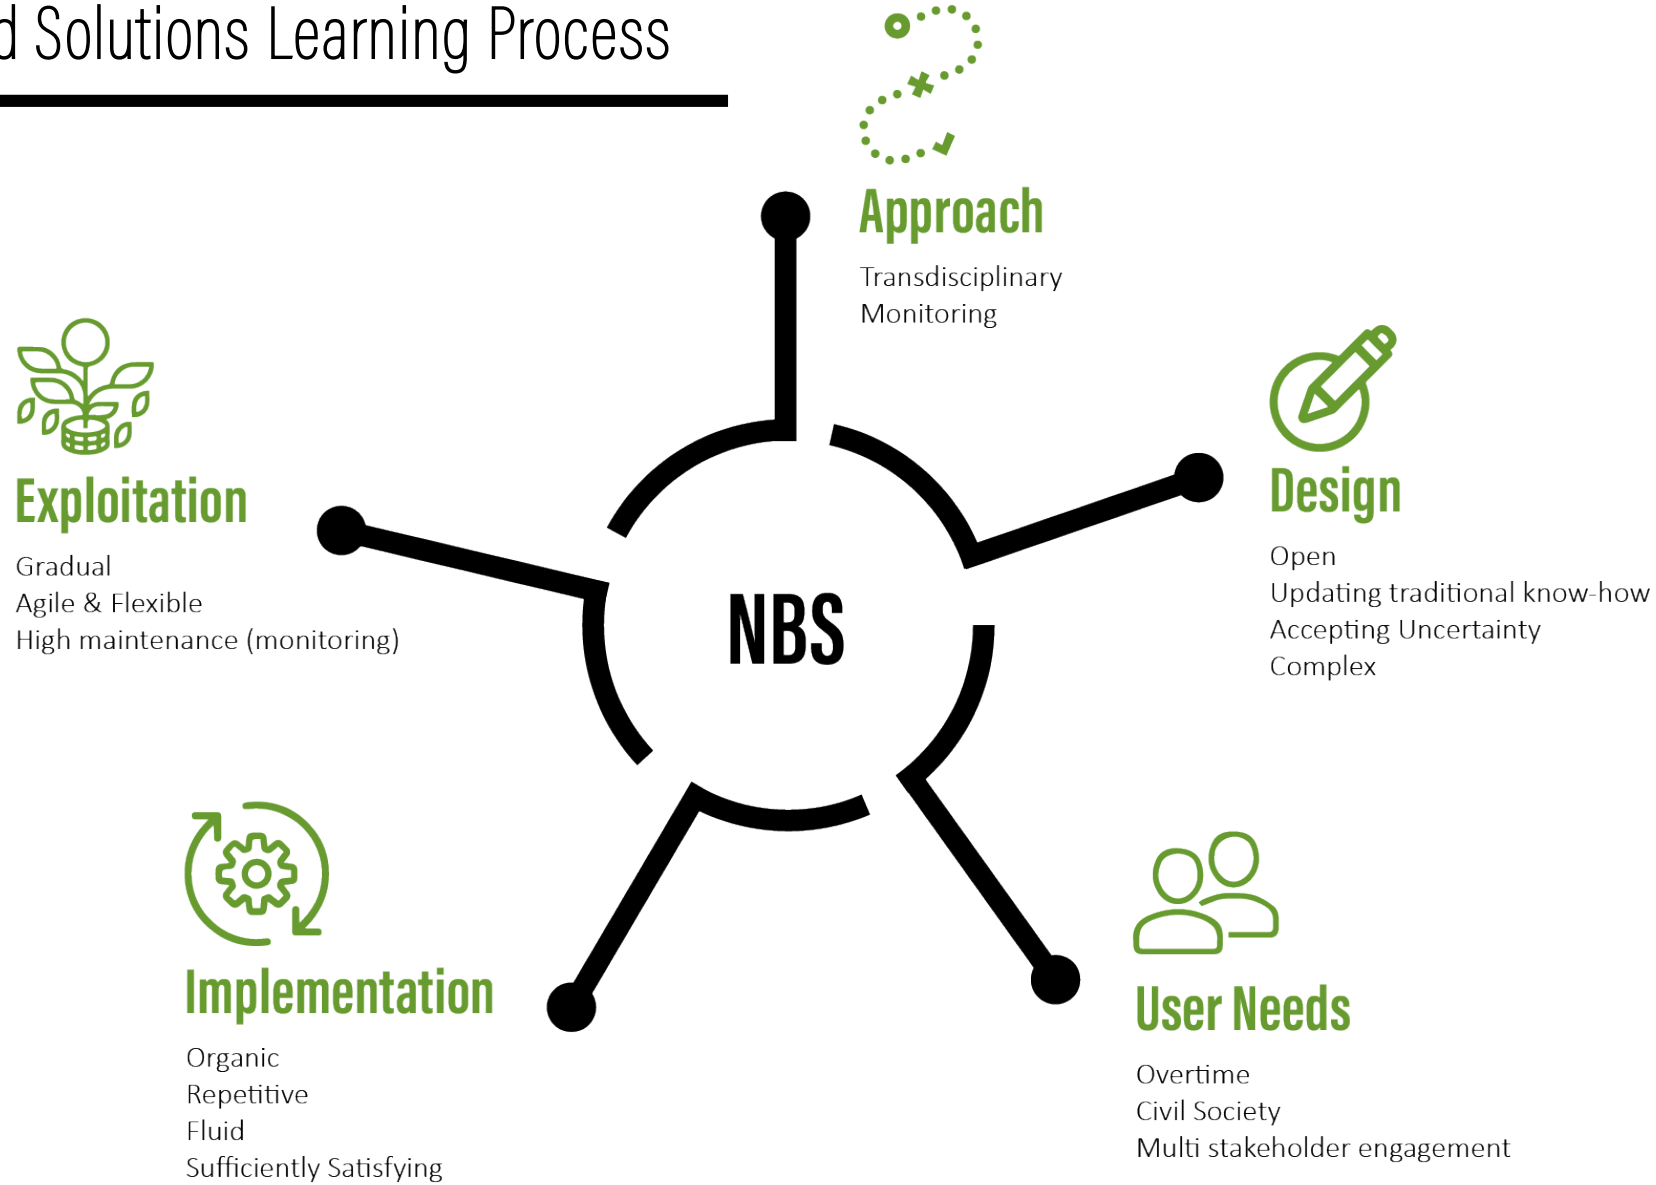 d Solutions Learning Process
Approach
Transdisciplinary
Monitoring
Design
Open
Updating traditional know-how
Accepting Uncertainty
Complex
NBS
Exploitation
Gradual
Agile & Flexible
High maintenance (monitoring)
User Needs
Overtime
Civil Society
Multi stakeholder engagement
Implementation
Organic
Repetitive
Fluid
Sufficiently Satisfying